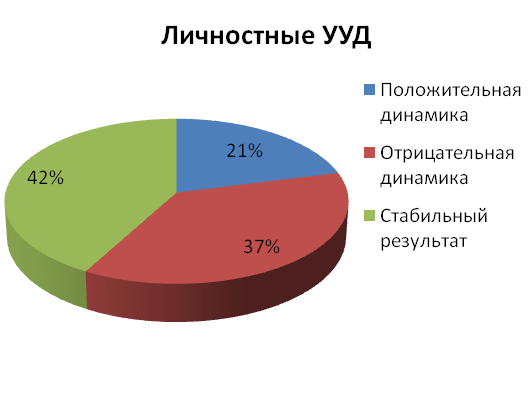 Личностные УУД
Положительная
динамика
21%
Отрицательная
динамика
42%
Стабильный
результат
37%